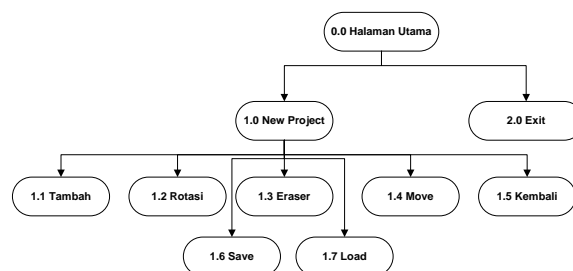 0.0 Halaman Utama
1.0 New Project
2.0 Exit
1.1 Tambah
1.2 Rotasi
1.3 Eraser
1.4 Move
1.5 Kembali
1.6 Save
1.7 Load